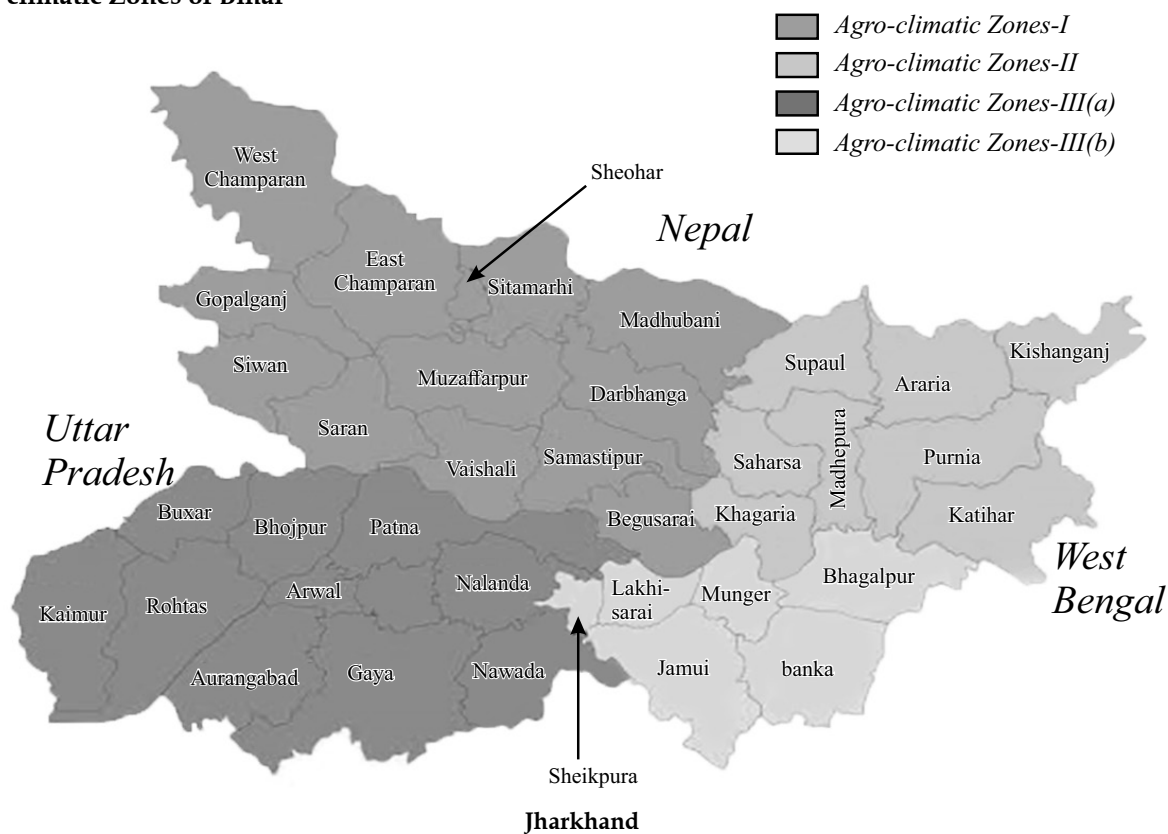 climatic Zones of Bihar
Agro-climatic Zones-I
Agro-climatic Zones-II
Agro-climatic Zones-III(a)
Agro-climatic Zones-III(b)
West
Champaran
Sheohar
Nepal
East
Champaran
Sitamarhi
Gopalganj
Madhubani
Siwan
Muzaffarpur
Darbhanga
Supaul
Araria
Kishanganj
Uttar
Pradesh
Saran
Vaishali
Samastipur
Saharsa
Madhepura
Purnia
Buxar
Bhojpur
Patna
Begusarai
Khagaria
Katihar
West
Bengal
Kaimur
Rohtas
Arwal
Nalanda
Lakhi-
sarai
Munger
Bhagalpur
Aurangabad
Gaya
Nawada
Jamui
banka
Sheikpura
Jharkhand